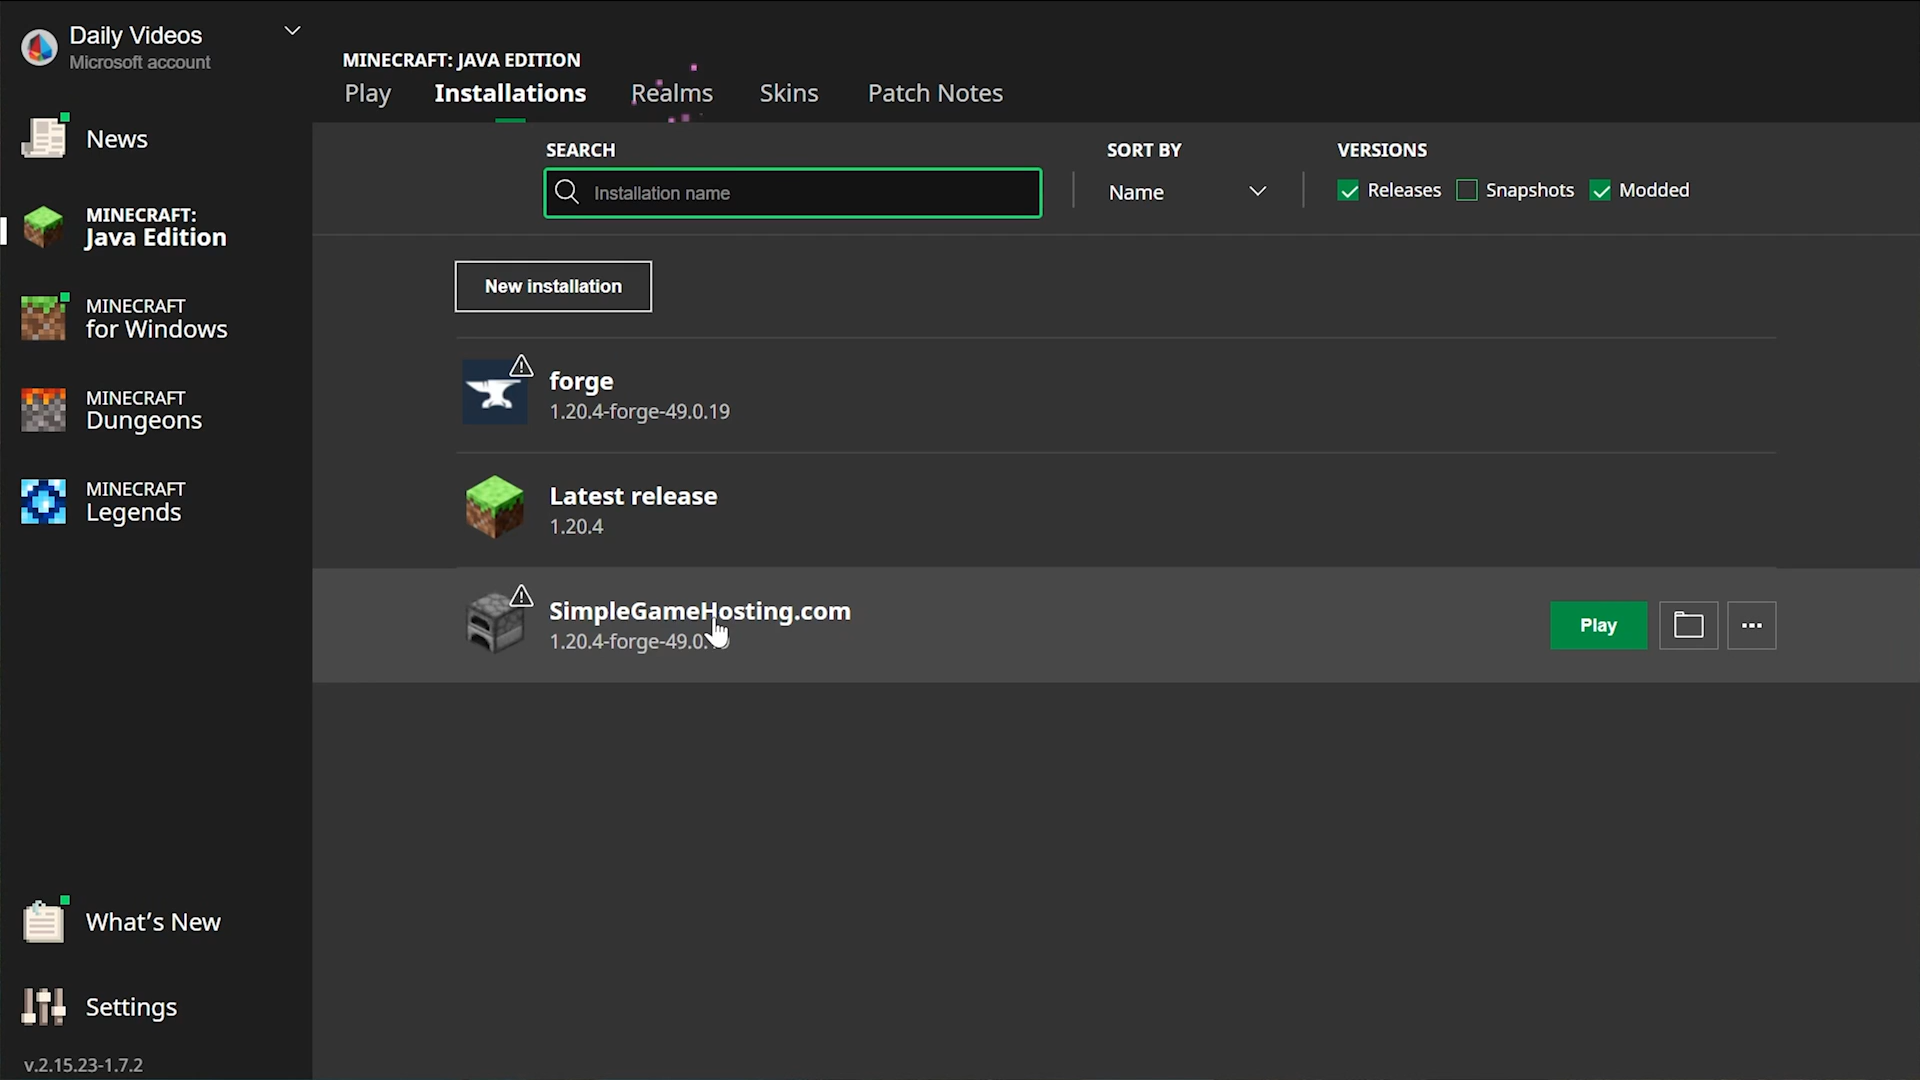 Daily Videos
Microsoft account
News
MINECRAFT:
Java Edition
MINECRAFT
for Windows
MINECRAFT
Dungeons
MINECRAFT
Legends
What's New
Settings
v.2.15.23-1.7.2
MINECRAFT: JAVA EDITION
Play Installations Realms Skins Patch Notes
SEARCH
Installation name
SORT BY
Name
VERSIONS
Releases Snapshots Modded
New installation
forge
1.20.4-forge-49.0.19
Latest release
1.20.4
SimpleGameHosting.com
Play ...